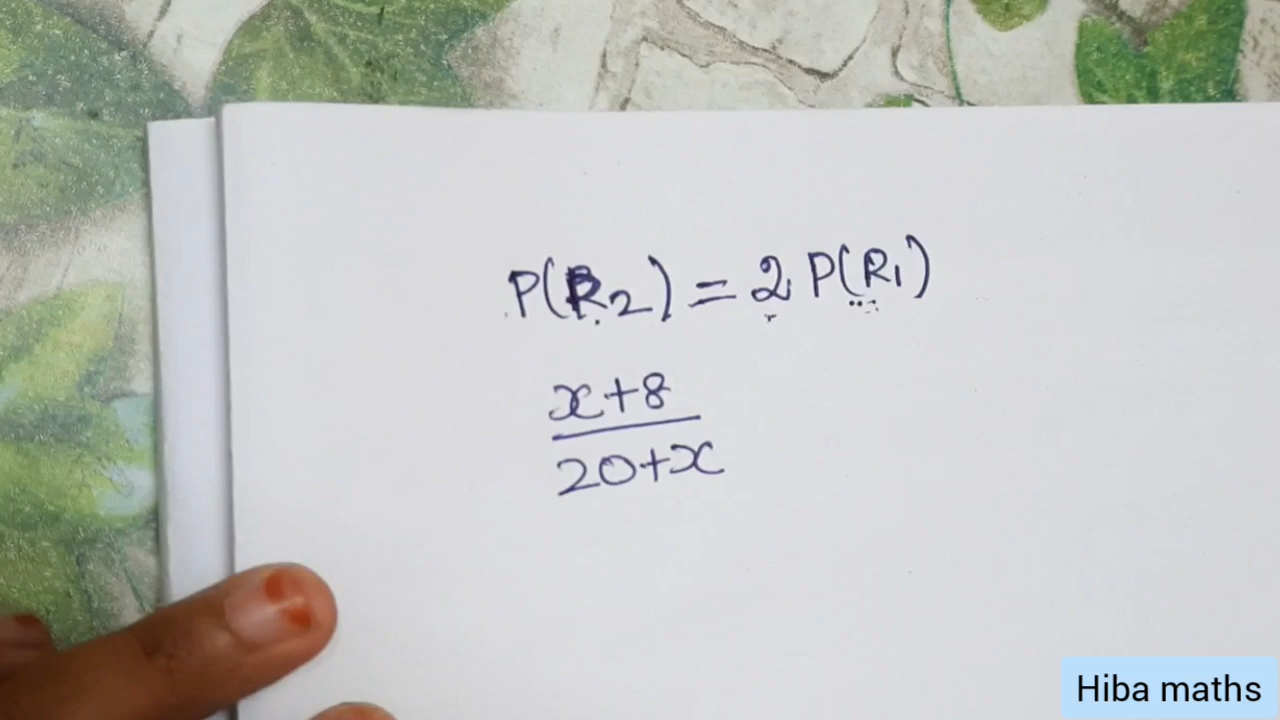 P(R2) = 2 P(R1)
x+8
20+x
Hiba maths